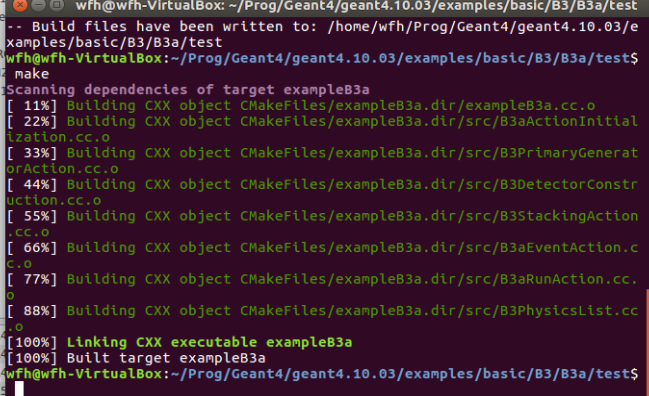 wfh@wfh-VirtualBox: ~/Prog/Geant4/geant4.10.03/examples/basic/B3/B3a/test
-- Build files have been written to: /home/wfh/Prog/Geant4/geant4.10.03/e
xamples/basic/B3/B3a/test
wfh@wfh-VirtualBox:~/Prog/Geant4/geant4.10.03/examples/basic/B3/B3a/test$
 make
Scanning dependencies of target exampleB3a
[ 11%] Building CXX object CMakeFiles/exampleB3a.dir/exampleB3a.cc.o
[ 22%] Building CXX object CMakeFiles/exampleB3a.dir/src/B3aActionInitial
ization.cc.o
[ 33%] Building CXX object CMakeFiles/exampleB3a.dir/src/B3PrimaryGenerat
orAction.cc.o
[ 44%] Building CXX object CMakeFiles/exampleB3a.dir/src/B3DetectorConstr
uction.cc.o
[ 55%] Building CXX object CMakeFiles/exampleB3a.dir/src/B3StackingAction
.cc.o
[ 66%] Building CXX object CMakeFiles/exampleB3a.dir/src/B3aEventAction.c
c.o
[ 77%] Building CXX object CMakeFiles/exampleB3a.dir/src/B3aRunAction.cc.
o
[ 88%] Building CXX object CMakeFiles/exampleB3a.dir/src/B3PhysicsList.cc
.o
[100%] Linking CXX executable exampleB3a
[100%] Built target exampleB3a
wfh@wfh-VirtualBox:~/Prog/Geant4/geant4.10.03/examples/basic/B3/B3a/test$